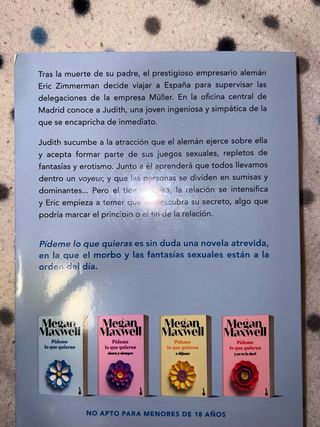 Tras la muerte de su padre, el prestigioso empresario alemán
Eric Zimmerman decide viajar a España para supervisar las
delegaciones de la empresa Müller. En la oficina central de
Madrid conoce a Judith, una joven ingeniosa y simpática de la
que se encapricha de inmediato.
Judith sucumbe a la atracción que el alemán ejerce sobre ella
y acepta formar parte de sus juegos sexuales, repletos de
fantasías y erotismo. Junto a él aprenderá que todos llevamos
dentro un voyeur, y que las personas se dividen en sumisas y
dominantes... Pero el tiempo pasa, la relación se intensifica
y Eric empieza a temer que se descubra su secreto, algo que
podría marcar el principio o el fin de la relación.
Pídeme lo que quieras es sin duda una novela atrevida,
en la que el morbo y las fantasías sexuales están a la
orden del día.
Megan
Maxwell
Pídeme
lo que quieras
Megan
Maxwell
Pídeme
lo que quieras
ahora y siempre
Megan
Maxwell
Pídeme
lo que quieras
o déjame
Megan
Maxwell
Pídeme
lo que quieras
y yo te lo daré
NO APTO PARA MENORES DE 18 AÑOS